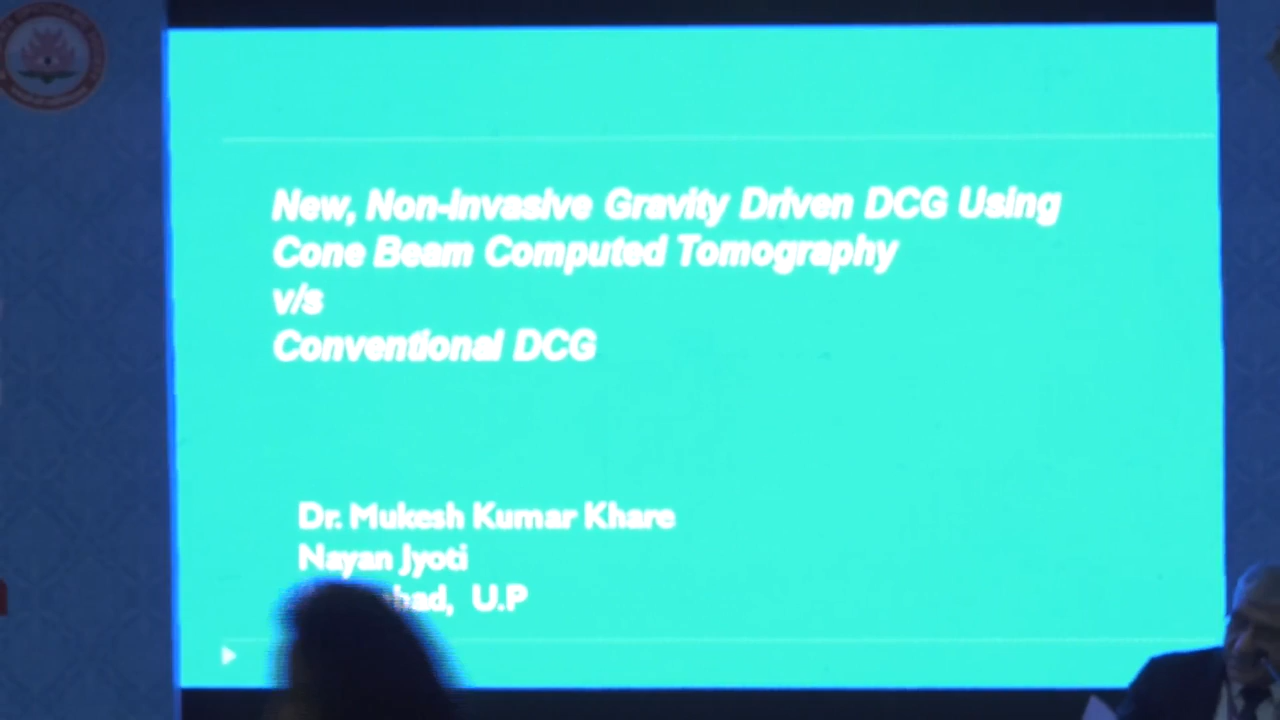 New, Non-Invasive Gravity Driven DCG Using
Cone Beam Computed Tomography
v/s
Conventional DCG
Dr. Mukesh Kumar Khare
Nayan Jyoti
U.P